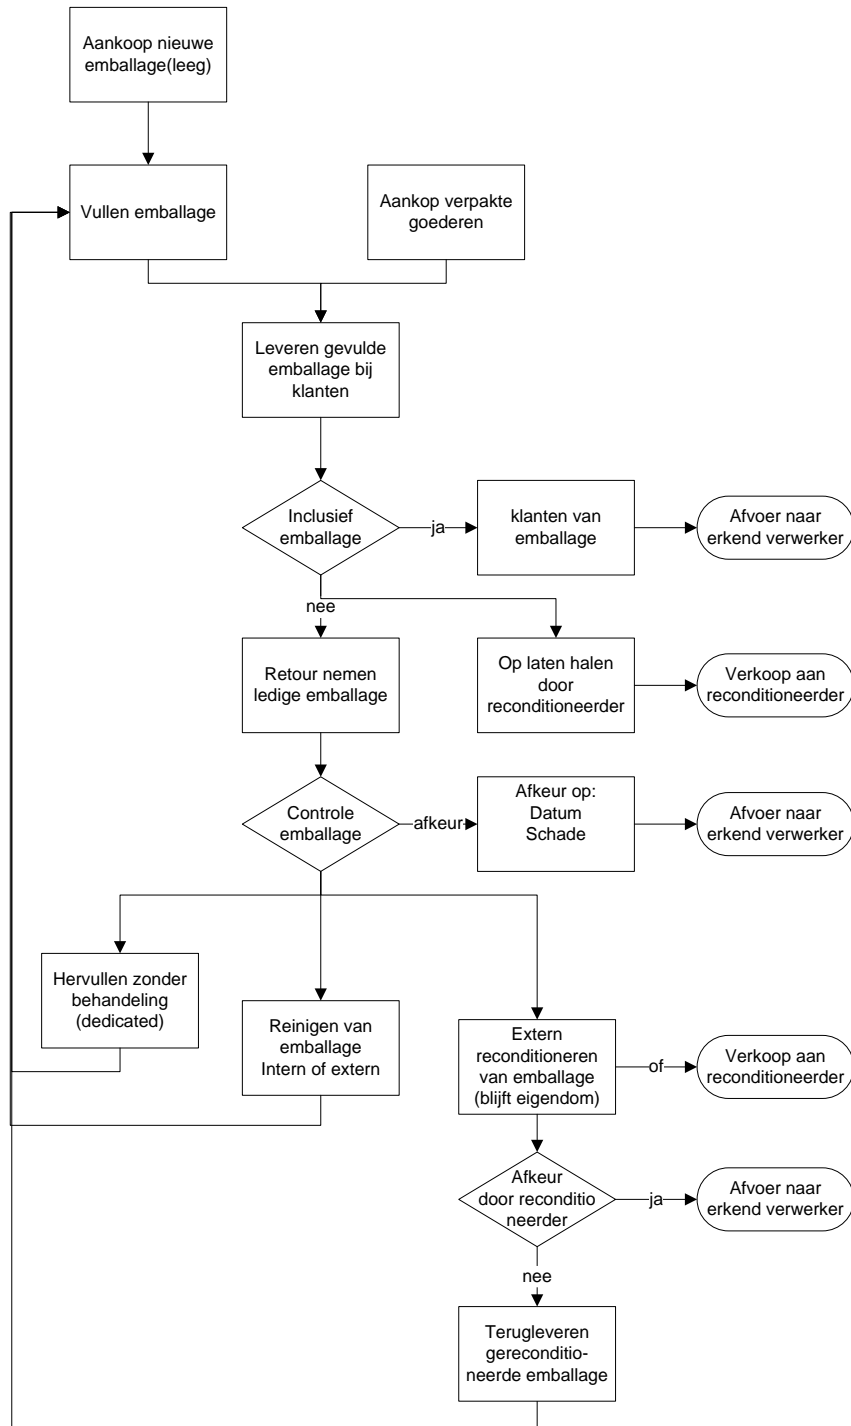 Aankoop nieuwe
emballage(leeg)
Vullen emballage
Aankop verpakte
goederen
Leveren gevulde
emballage bij
klanten
Inclusief
emballage
ja
klanten van
emballage
Afvoer naar
erkend verwerker
nee
Retour nemen
ledige emballage
Op laten halen
door
reconditioneerder
Verkoop aan
reconditioneerder
Controle
emballage
afkeur
Afkeur op:
Datum
Schade
Afvoer naar
erkend verwerker
Hervullen zonder
behandeling
(dedicated)
Reinigen van
emballage
Intern of extern
Extern
reconditioneren
van emballage
(blijft eigendom)
of
Verkoop aan
reconditioneerder
Afkeur
door reconditio
neerder
ja
Afvoer naar
erkend verwerker
nee
Terugleveren
gereconditio-
neerde emballage